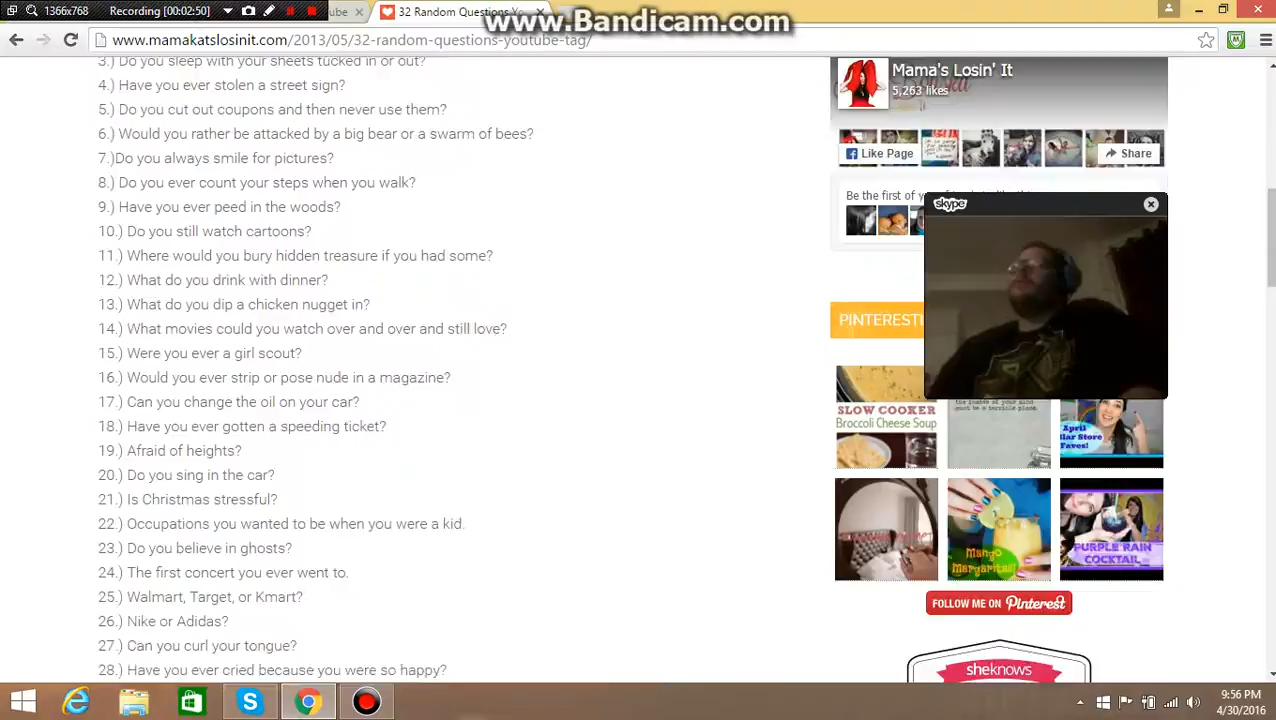 1366x768
Recording [00:02:50]
ube
32 Random Questions Yo
www.Bandicam.com
www.mamakatslosinit.com/2013/05/32-random-questions-youtube-tag/
3.) Do you sleep with your sheets tucked in or out?
4.) Have you ever stolen a street sign?
5.) Do you cut out coupons and then never use them?
6.) Would you rather be attacked by a big bear or a swarm of bees?
7.)Do you always smile for pictures?
8.) Do you ever count your steps when you walk?
9.) Have you ever peed in the woods?
10.) Do you still watch cartoons?
11.) Where would you bury hidden treasure if you had some?
12.) What do you drink with dinner?
13.) What do you dip a chicken nugget in?
14.) What movies could you watch over and over and still love?
15.) Were you ever a girl scout?
16.) Would you ever strip or pose nude in a magazine?
17.) Can you change the oil on your car?
18.) Have you ever gotten a speeding ticket?
19.) Afraid of heights?
20.) Do you sing in the car?
21.) Is Christmas stressful?
22.) Occupations you wanted to be when you were a kid.
23.) Do you believe in ghosts?
24.) The first concert you ever went to.
25.) Walmart, Target, or Kmart?
26.) Nike or Adidas?
27.) Can you curl your tongue?
28.) Have you ever cried because you were so happy?
Mama's Losin' It
5,263 likes
Like Page
Share
Be the first of
skype
PINTERESTI
SLOW COOKER
Broccoli Cheese Soup
must be a terrible place.
April
llar Store
Faves!
Mango
Margaritas!
PURPLE RAIN
COCKTAIL
FOLLOW ME ON Pinterest
sheknows
9:56 PM
4/30/2016